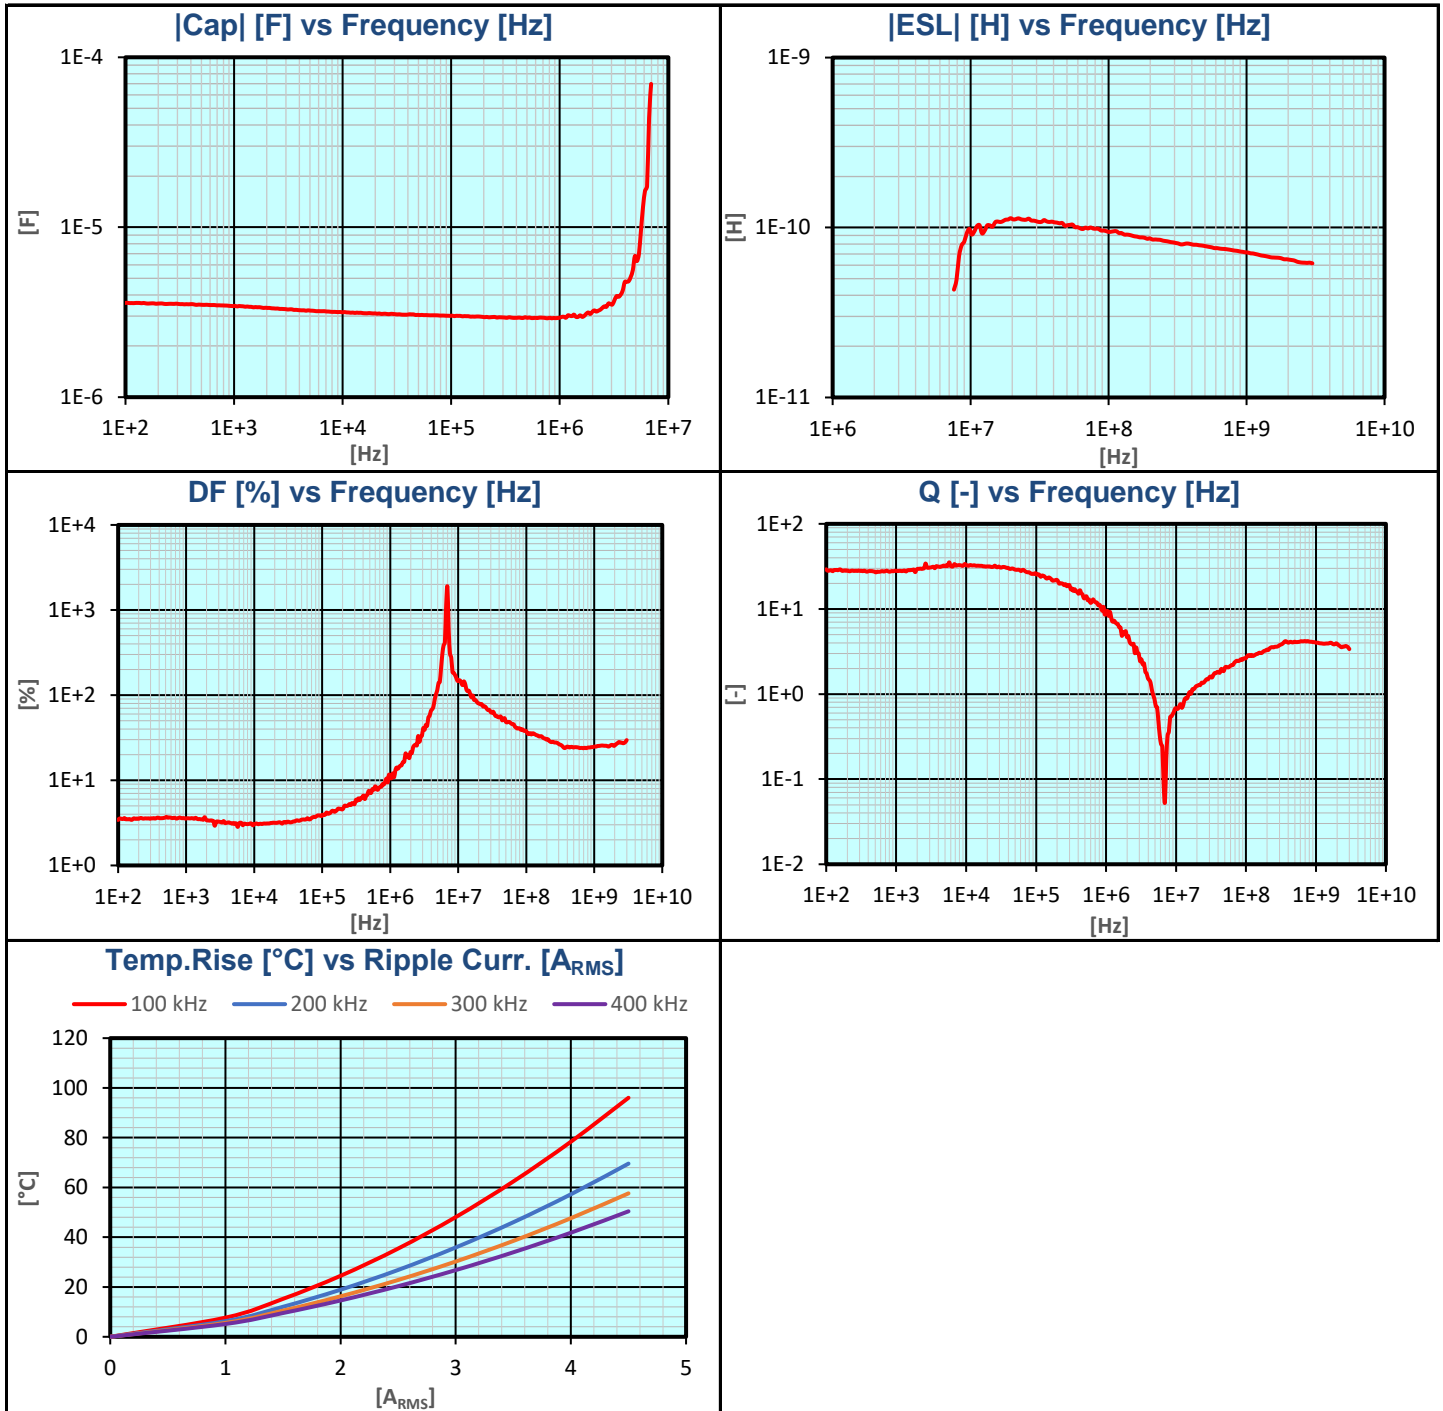 |Cap| [F] vs Frequency [Hz]
1E-4
1E-5
1E-6
[F]
1E+2 1E+3 1E+4 1E+5 1E+6 1E+7
[Hz]
|ESL| [H] vs Frequency [Hz]
1E-9
1E-10
1E-11
[H]
1E+6 1E+7 1E+8 1E+9 1E+10
[Hz]
DF [%] vs Frequency [Hz]
1E+4
1E+3
1E+2
1E+1
1E+0
[%]
1E+2 1E+3 1E+4 1E+5 1E+6 1E+7 1E+8 1E+9 1E+10
[Hz]
Q [-] vs Frequency [Hz]
1E+2
1E+1
1E+0
1E-1
1E-2
[-]
1E+2 1E+3 1E+4 1E+5 1E+6 1E+7 1E+8 1E+9 1E+10
[Hz]
Temp.Rise [°C] vs Ripple Curr. [ARMS]
100 kHz 200 kHz 300 kHz 400 kHz
120
100
80
60
40
20
0
[°C]
0 1 2 3 4 5
[ARMS]